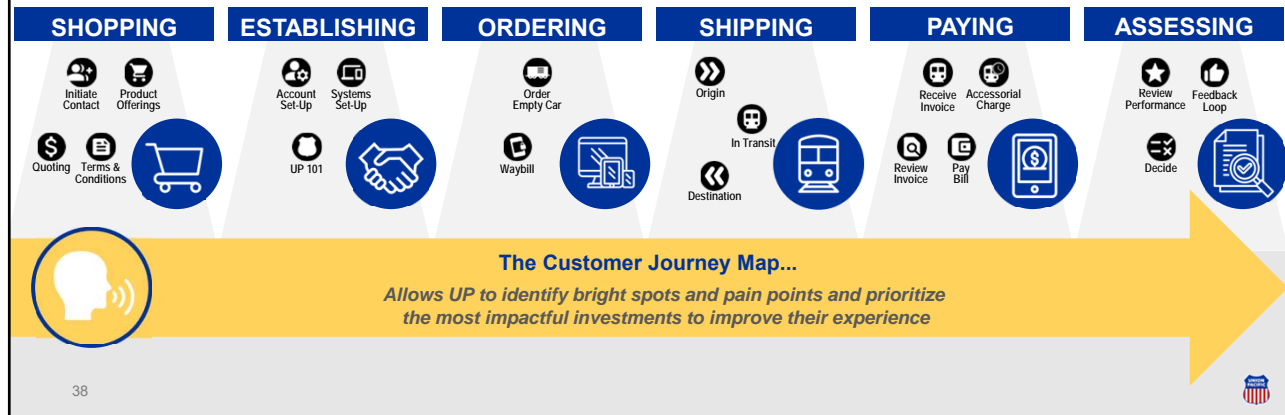 SHOPPING
ESTABLISHING
ORDERING
SHIPPING
PAYING
ASSESSING
Initiate
Contact
Product
Offerings
Quoting
Terms &
Conditions
Account
Set-Up
Systems
Set-Up
UP 101
Order
Empty Car
Waybill
Origin
In Transit
Destination
Receive
Invoice
Accessorial
Charge
Review
Invoice
Pay
Bill
Review
Performance
Feedback
Loop
Decide
The Customer Journey Map...
Allows UP to identify bright spots and pain points and prioritize
the most impactful investments to improve their experience
38
UNION
PACIFIC